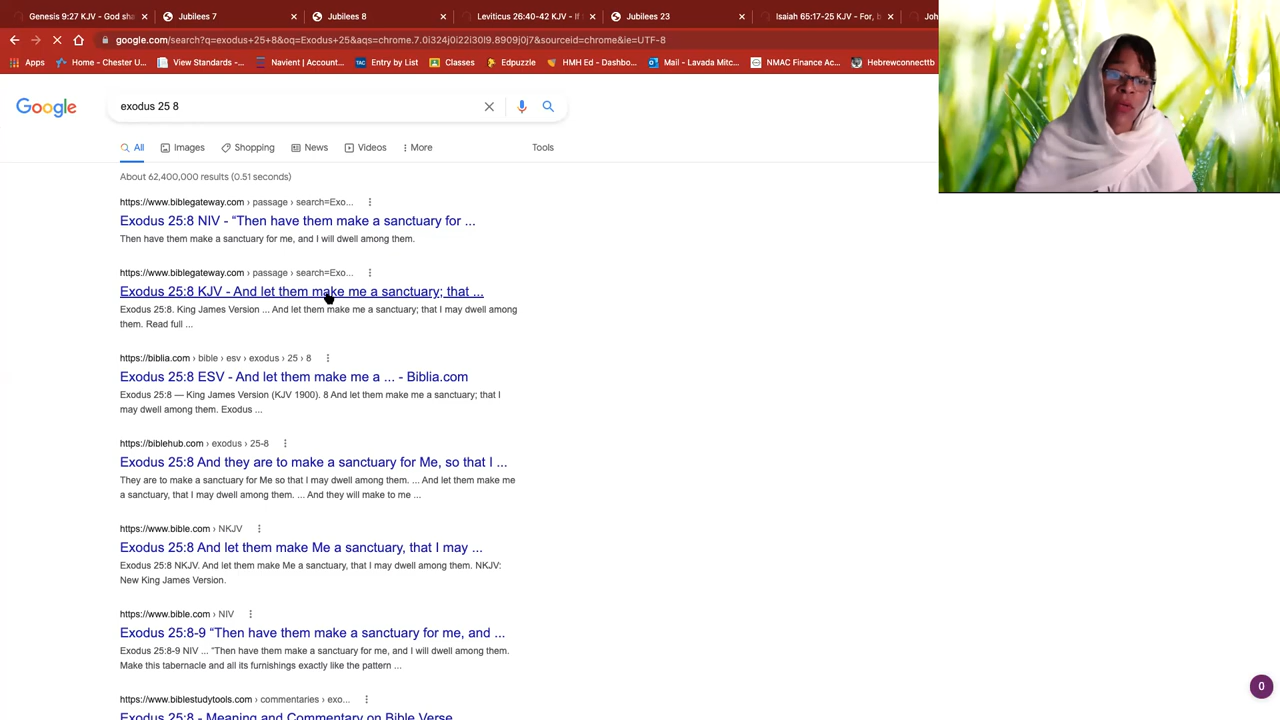 Genesis 9:27 KJV - God sha
Jubilees 7
Jubilees 8
Leviticus 26:40-42 KJV - If
Jubilees 23
Isaiah 65:17-25 KJV - For, b
Joh
google.com/search?q=exodus+25+8&oq=Exodus+25&aqs=chrome.7.0i324j0i22i30l9.8909j0j7&sourceid=chrome&ie=UTF-8
Apps Home - Chester U... View Standards -... Navient | Account... TAC Entry by List Classes Edpuzzle HMH Ed - Dashbo... Mail - Lavada Mitc... NMAC Finance Ac... Hebrewconnecttb
Google
exodus 25 8
All Images Shopping News Videos More Tools
About 62,400,000 results (0.51 seconds)
https://www.biblegateway.com › passage › search=Exo...
Exodus 25:8 NIV - “Then have them make a sanctuary for ...
Then have them make a sanctuary for me, and I will dwell among them.
https://www.biblegateway.com › passage › search=Exo...
Exodus 25:8 KJV - And let them make me a sanctuary; that ...
Exodus 25:8. King James Version ... And let them make me a sanctuary; that I may dwell among
them. Read full ...
https://biblia.com › bible › esv › exodus › 25 › 8
Exodus 25:8 ESV - And let them make me a ... - Biblia.com
Exodus 25:8 — King James Version (KJV 1900). 8 And let them make me a sanctuary; that I
may dwell among them. Exodus ...
https://biblehub.com › exodus › 25-8
Exodus 25:8 And they are to make a sanctuary for Me, so that I ...
They are to make a sanctuary for Me so that I may dwell among them. ... And let them make me
a sanctuary, that I may dwell among them. ... And they will make to me ...
https://www.bible.com › NKJV
Exodus 25:8 And let them make Me a sanctuary, that I may ...
Exodus 25:8 NKJV. And let them make Me a sanctuary, that I may dwell among them. NKJV:
New King James Version.
https://www.bible.com › NIV
Exodus 25:8-9 “Then have them make a sanctuary for me, and ...
Exodus 25:8-9 NIV ... “Then have them make a sanctuary for me, and I will dwell among them.
Make this tabernacle and all its furnishings exactly like the pattern ...
https://www.biblestudytools.com › commentaries › exo...
Exodus 25:8 - Meaning and Commentary on Bible Verse
0